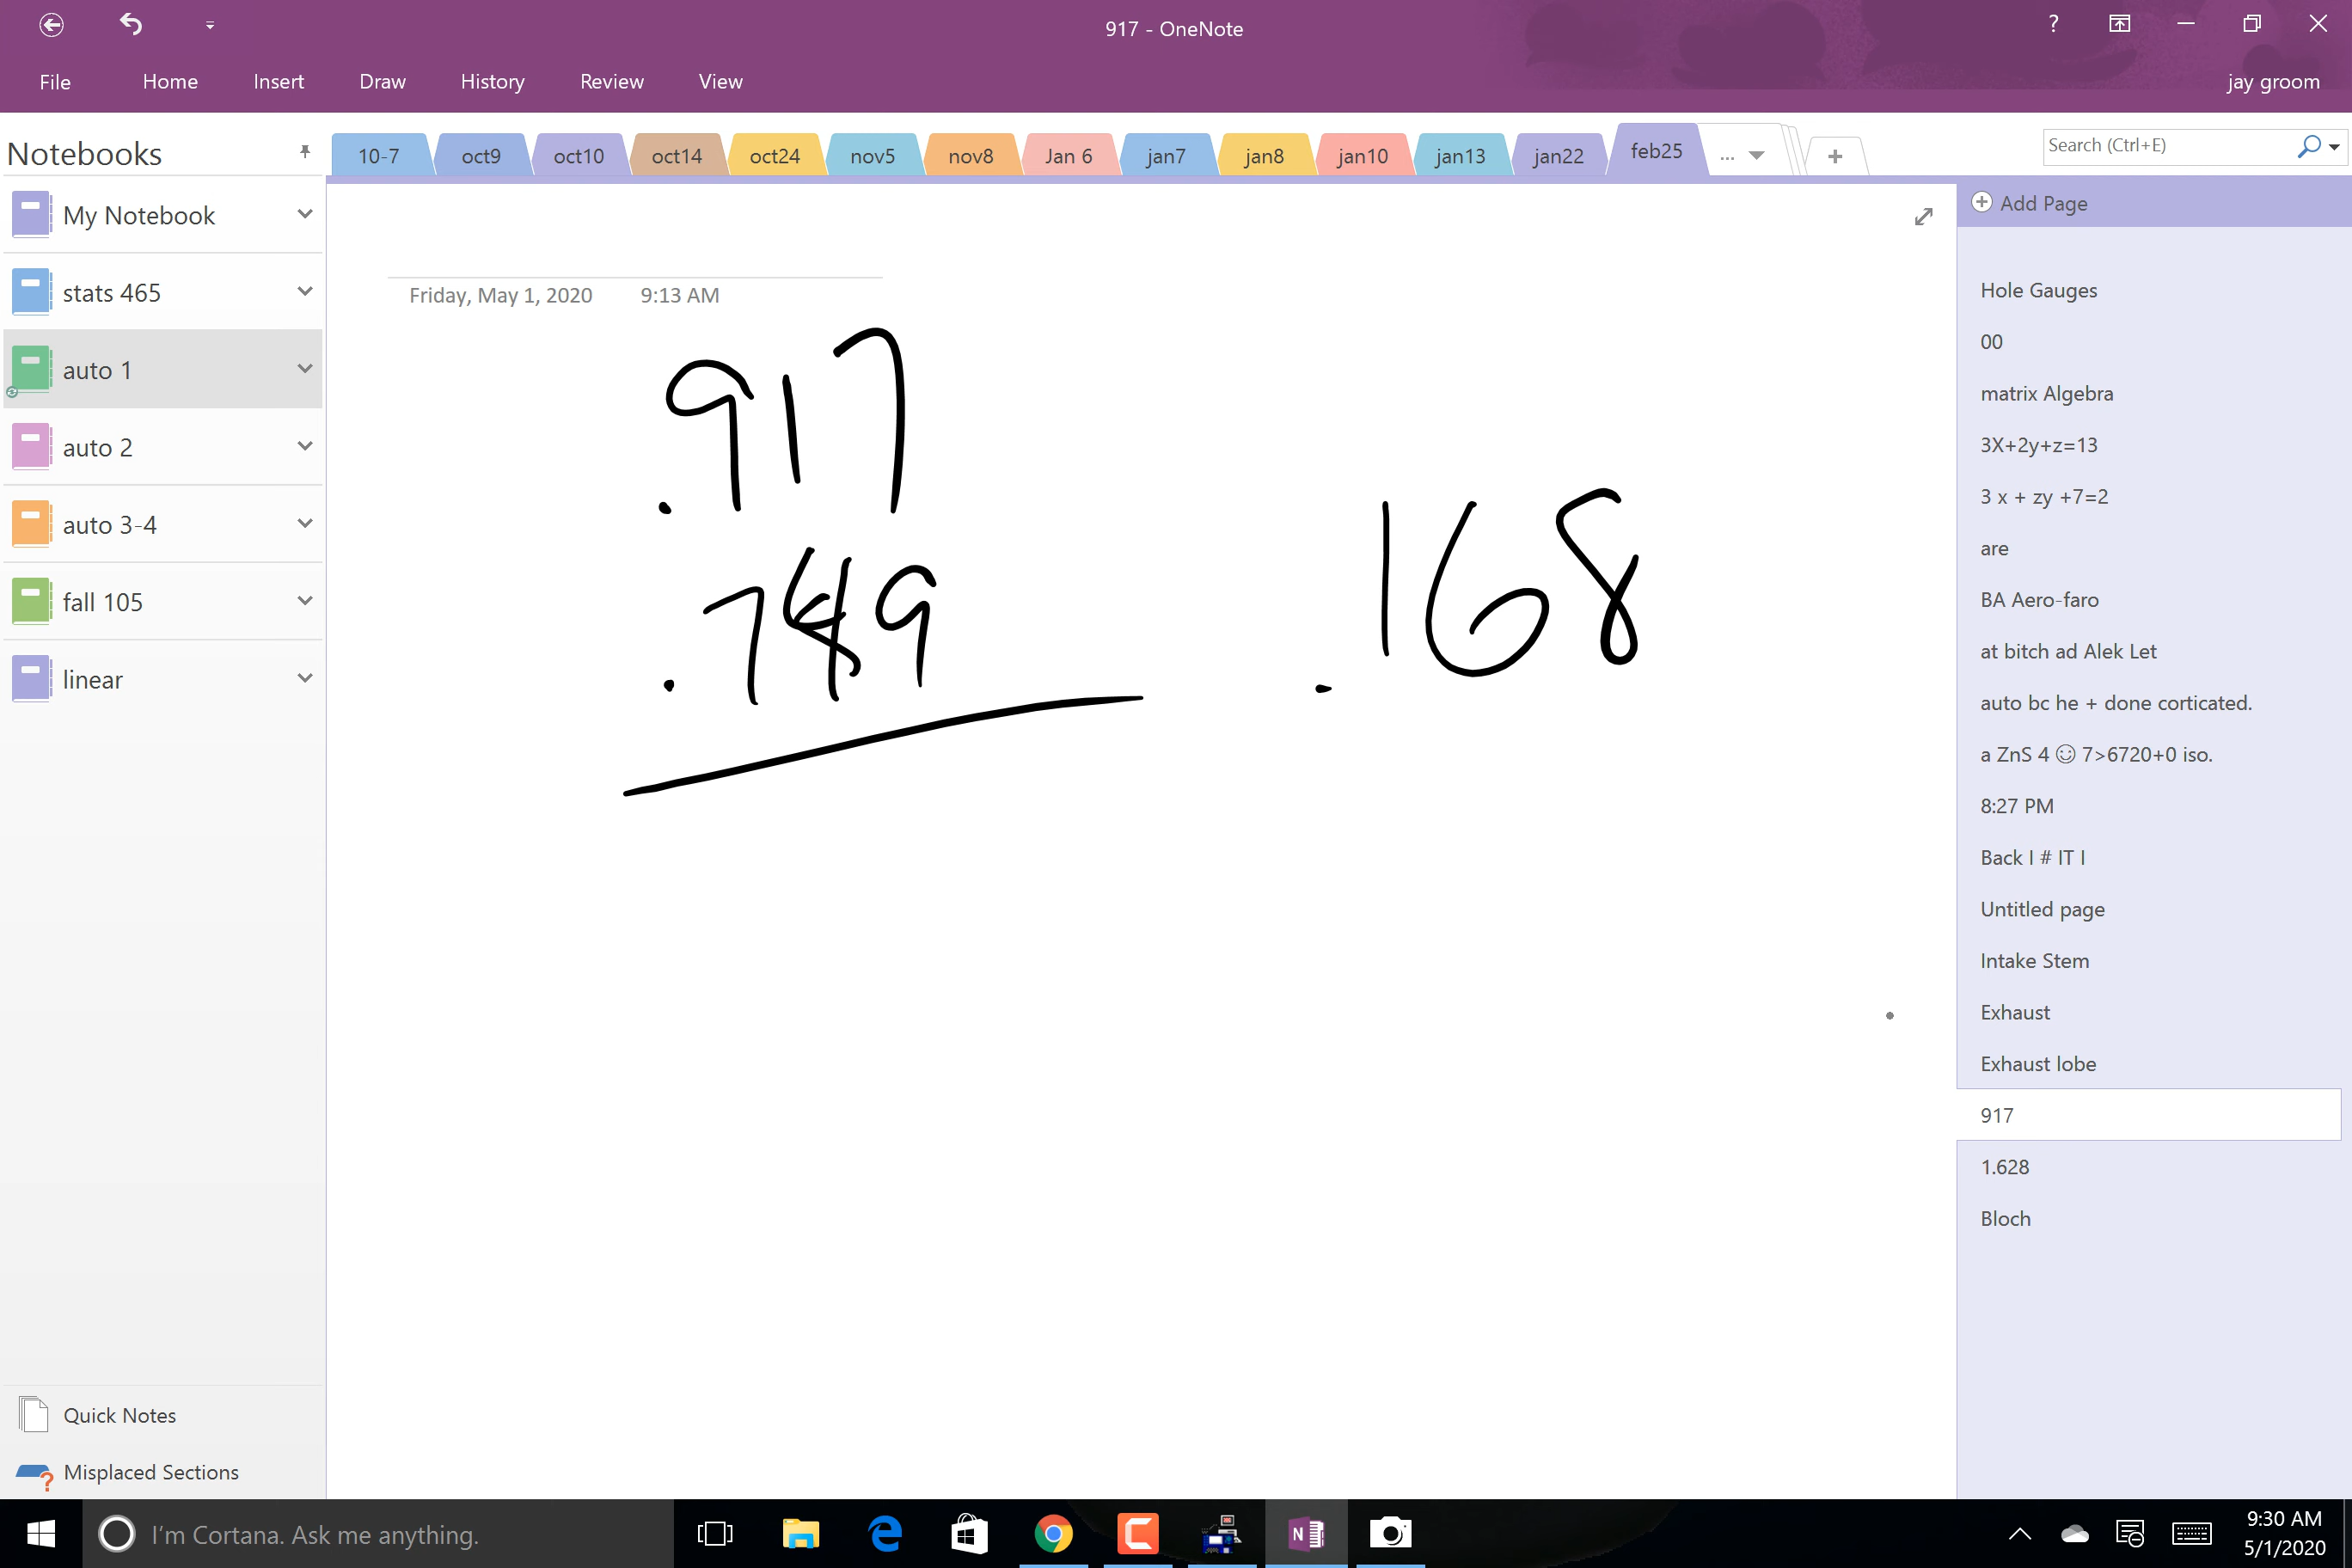 917 - OneNote
?
File Home Insert Draw History Review View
jay groom
Notebooks
10-7 oct9 oct10 oct14 oct24 nov5 nov8 Jan 6 jan7 jan8 jan10 jan13 jan22 feb25 ... +
Search (Ctrl+E)
My Notebook
stats 465
auto 1
auto 2
auto 3-4
fall 105
linear
Quick Notes
Misplaced Sections
Friday, May 1, 2020 9:13 AM
.917
.749
.168
Add Page
Hole Gauges
00
matrix Algebra
3X+2y+z=13
3 x + zy +7=2
are
BA Aero-faro
at bitch ad Alek Let
auto bc he + done corticated.
a ZnS 4 ☺ 7>6720+0 iso.
8:27 PM
Back I # IT I
Untitled page
Intake Stem
Exhaust
Exhaust lobe
917
1.628
Bloch
I'm Cortana. Ask me anything.
9:30 AM
5/1/2020